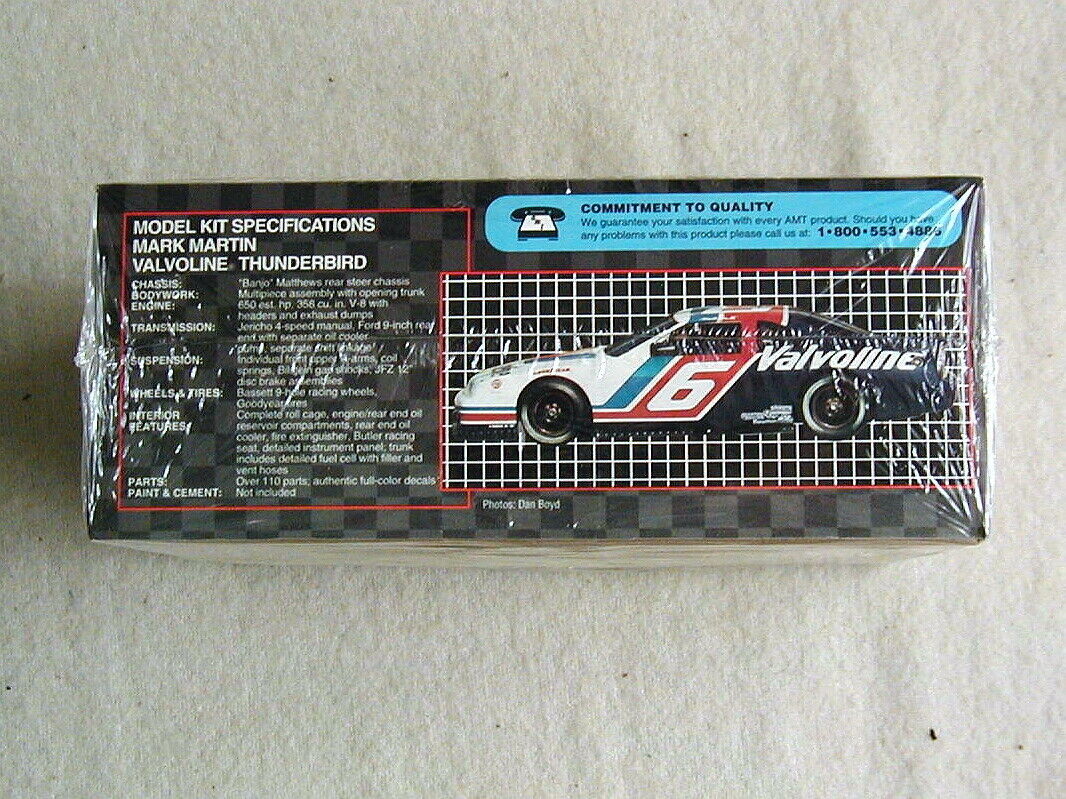 MODEL KIT SPECIFICATIONS
MARK MARTIN
VALVOLINE THUNDERBIRD
CHASSIS: "Banjo" Matthews rear steer chassis
BODYWORK: Multipiece assembly with opening trunk
ENGINE: 650 est. hp, 358 cu. in. V-8 with
headers and exhaust dumps
TRANSMISSION: Jericho 4-speed manual, Ford 9-inch rear
end with separate oil cooler
separate shift linkage
SUSPENSION: Individual front upper A-arms, coil
springs, Bilstein gas shocks, JFZ 12"
disc brake assemblies
WHEELS & TIRES: Bassett 9-hole racing wheels,
Goodyear tires
INTERIOR Complete roll cage, engine/rear end oil
FEATURES: reservoir compartments, rear end oil
cooler, fire extinguisher, Butler racing
seat, detailed instrument panel; trunk
includes detailed fuel cell with filler and
vent hoses
PARTS: Over 110 parts; authentic full-color decals
PAINT & CEMENT: Not included
COMMITMENT TO QUALITY
We guarantee your satisfaction with every AMT product. Should you have
any problems with this product please call us at: 1•800•553•4886
Valvoline
6
Photos: Dan Boyd